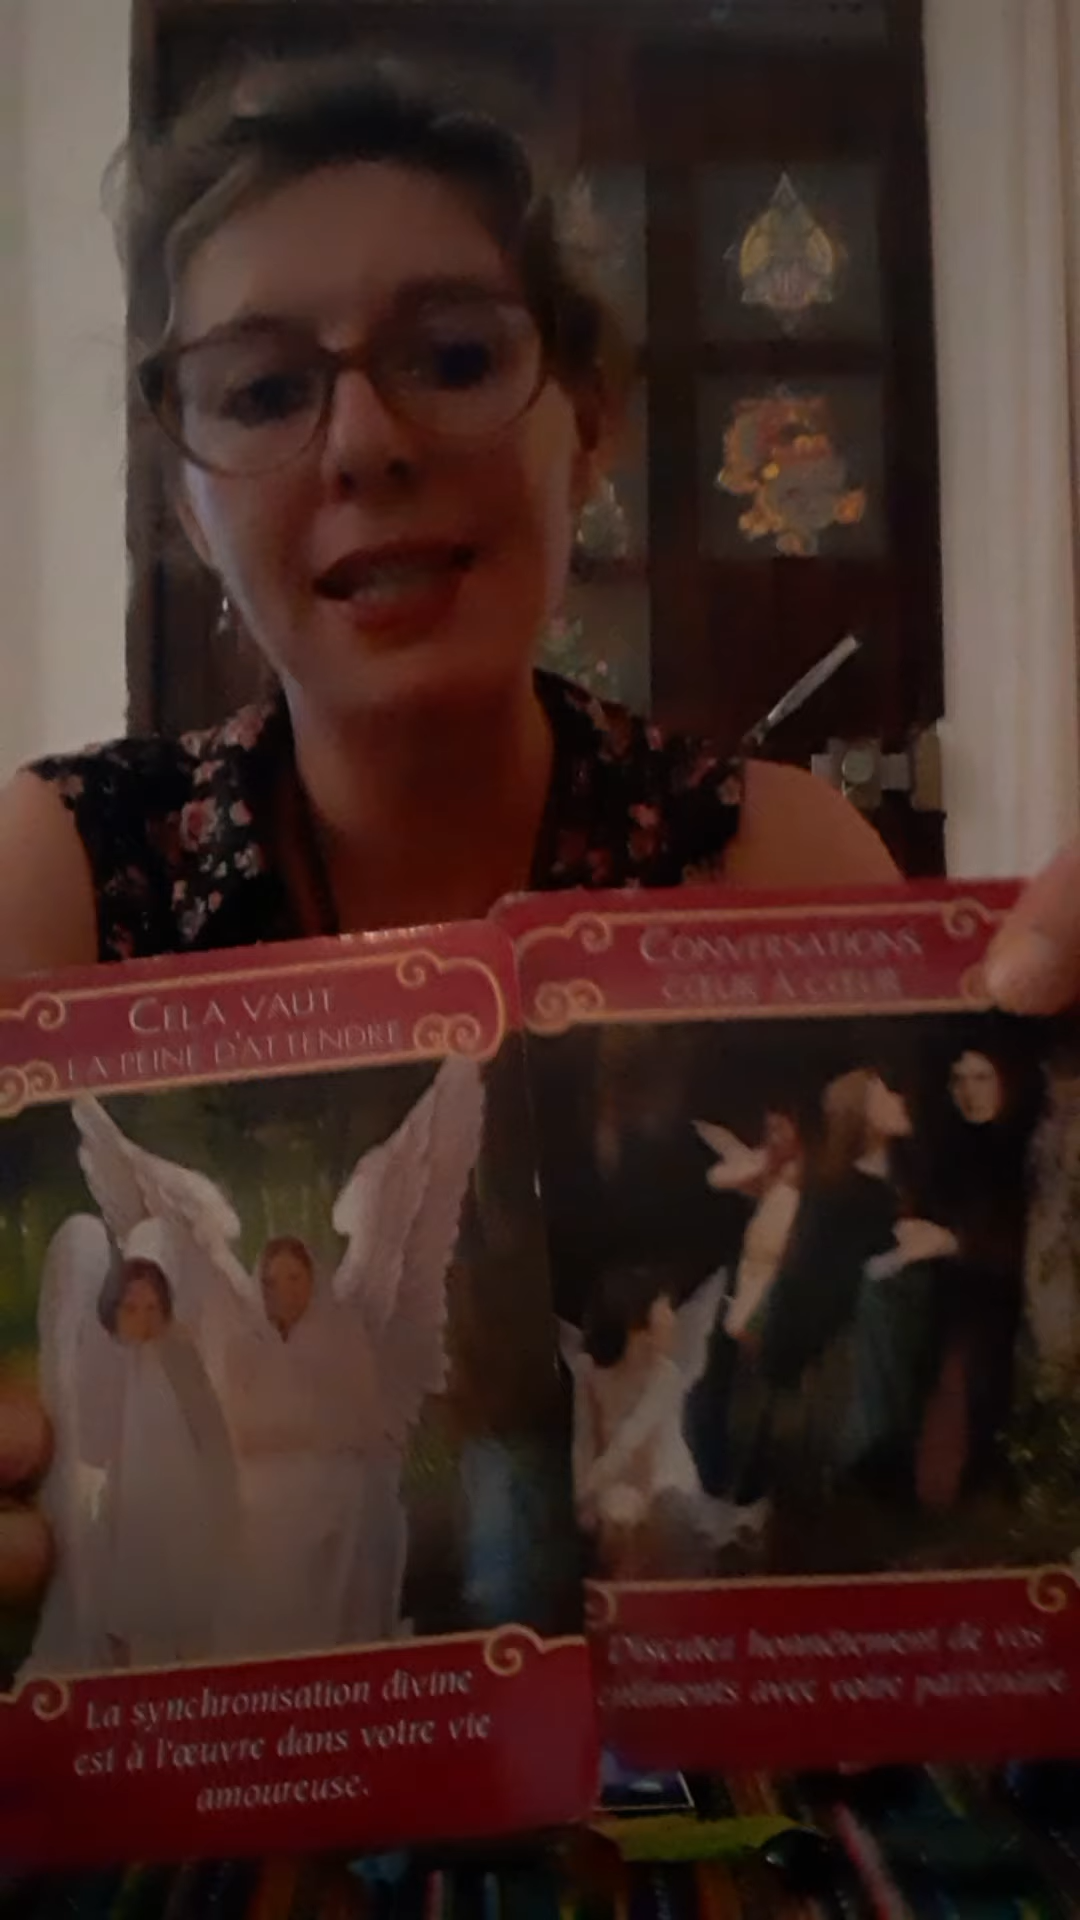 CELA VAUT
LA PEINE D'ATTENDRE
La synchronisation divine
est à l'œuvre dans votre vie
amoureuse.
CONVERSATIONS
CŒUR À CŒUR
Discutez honnêtement de vos
sentiments avec votre partenaire